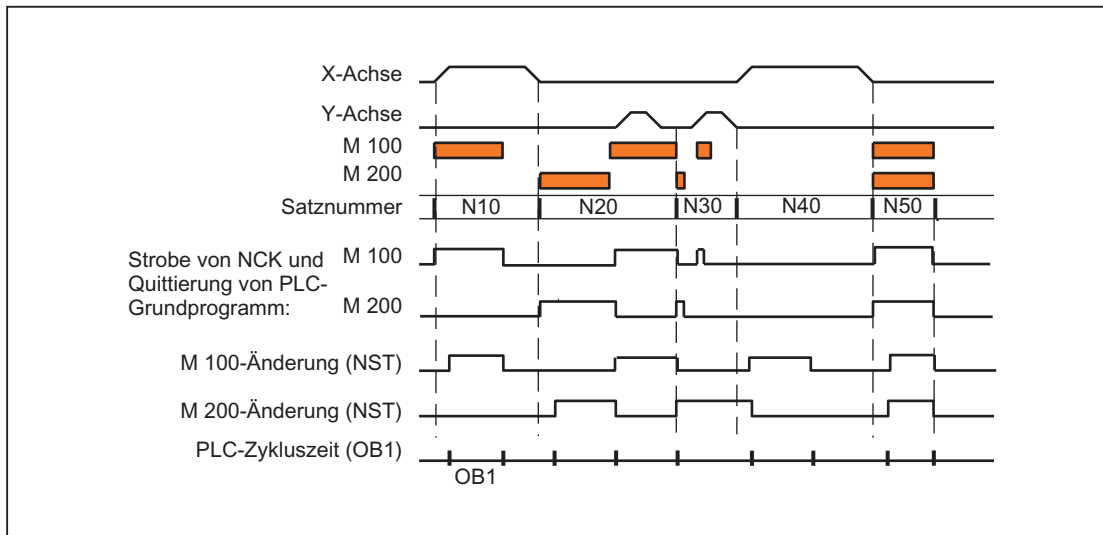 X-Achse
Y-Achse
M 100
M 200
Satznummer N10 N20 N30 N40 N50
Strobe von NCK und
Quittierung von PLC-
Grundprogramm:
M 100
M 200
M 100-Änderung (NST)
M 200-Änderung (NST)
PLC-Zykluszeit (OB1)
OB1